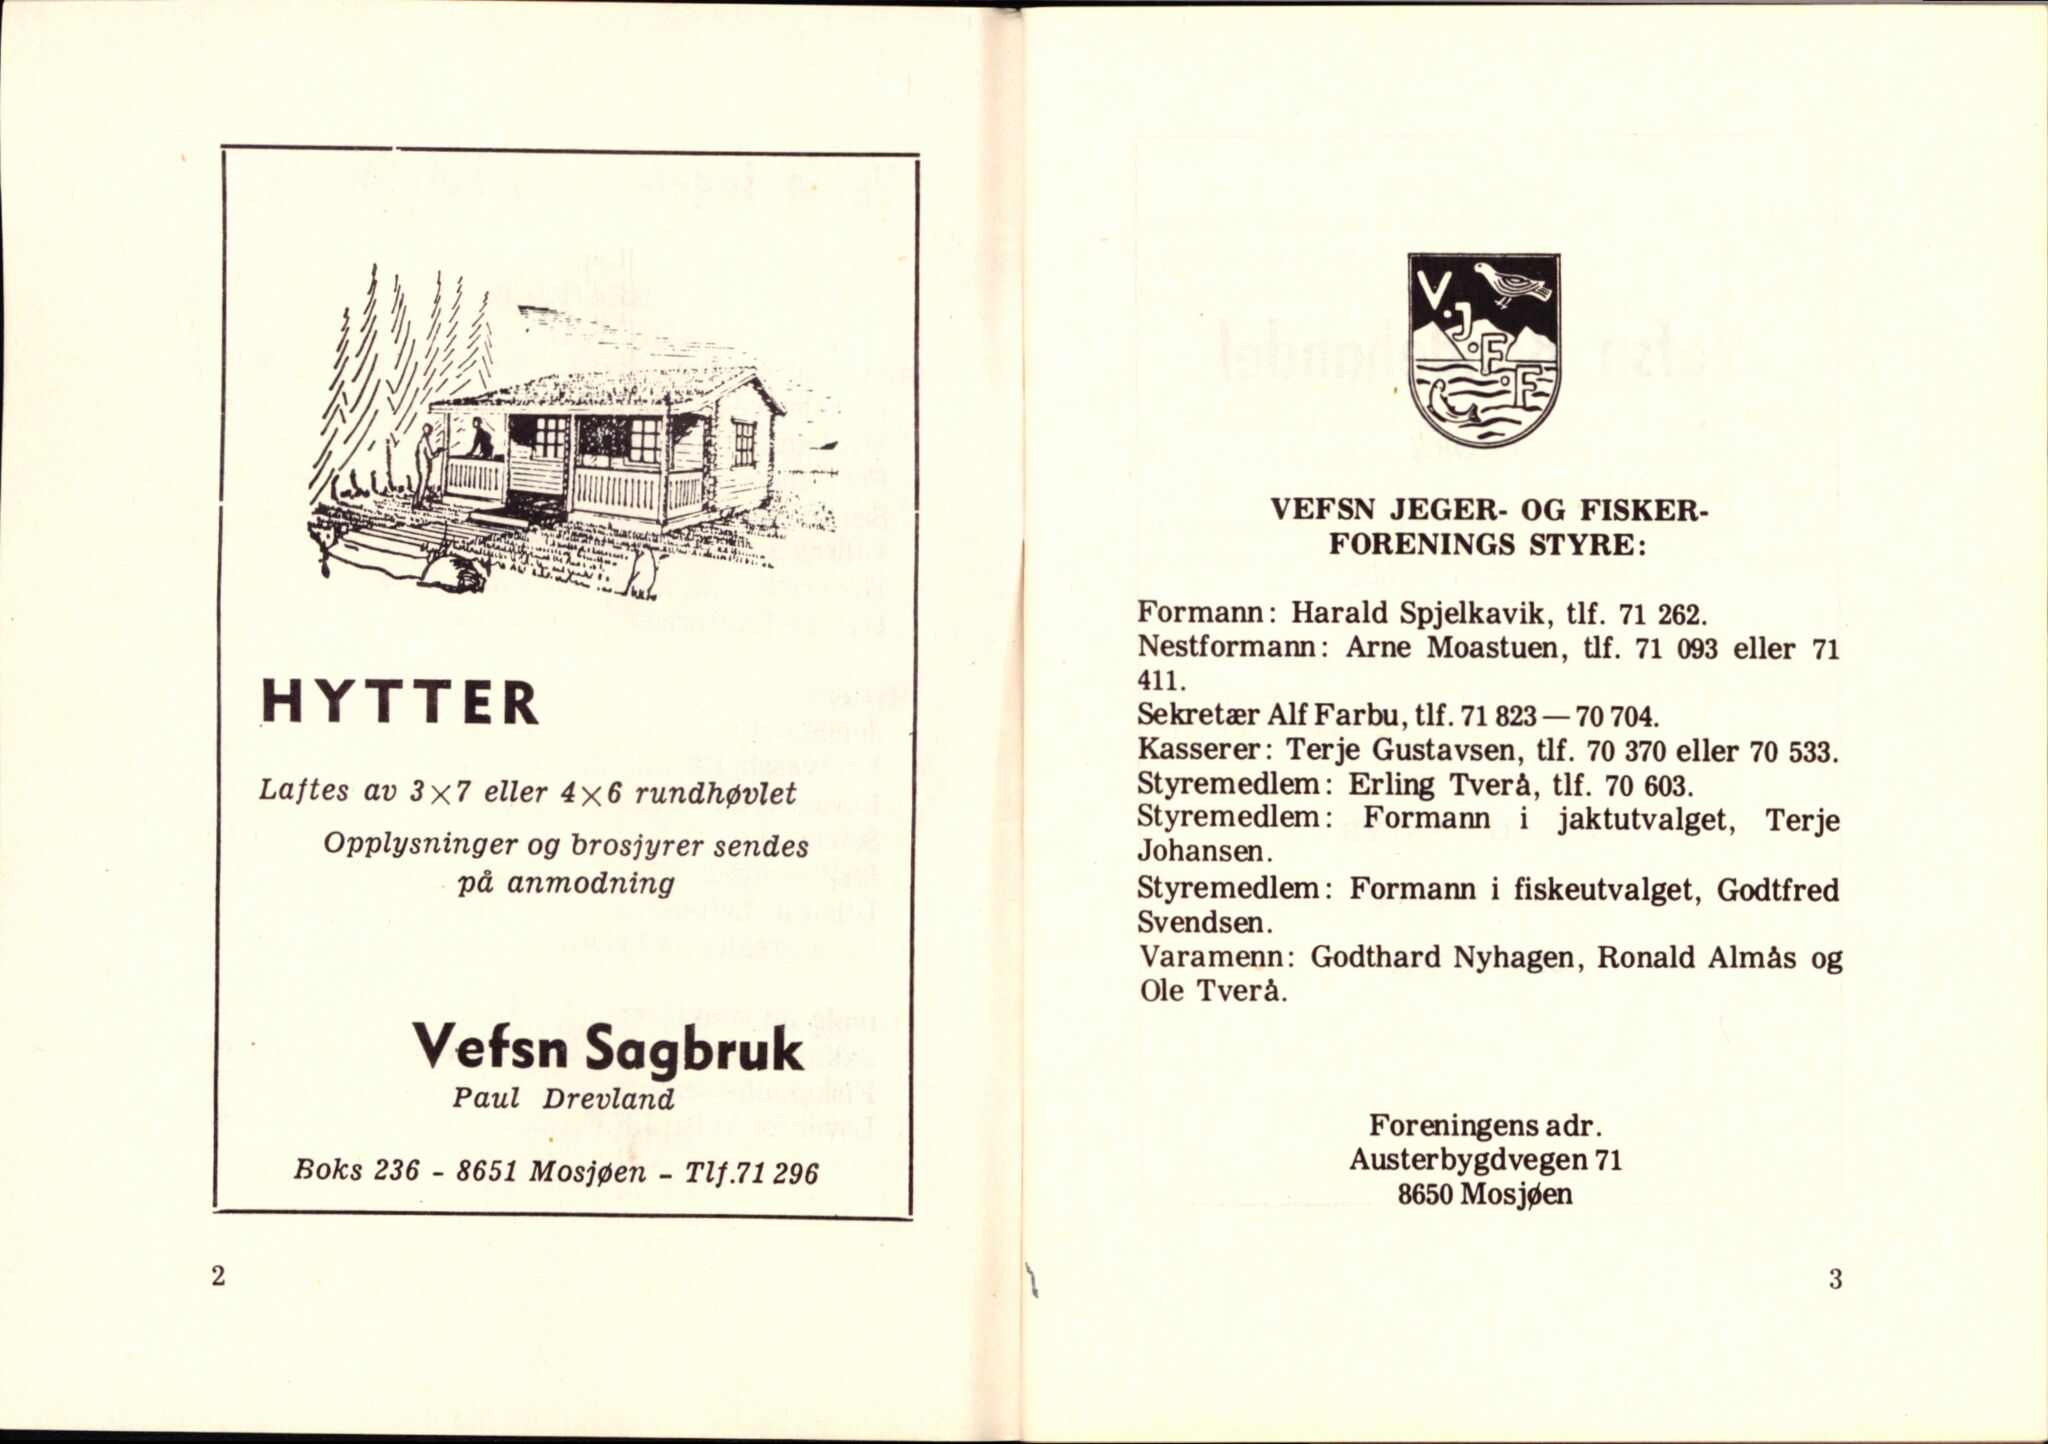 HYTTER
Laftes av 3×7 eller 4×6 rundhøvlet
Opplysninger og brosjyrer sendes
på anmodning
Vefsn Sagbruk
Paul Drevland
Boks 236 - 8651 Mosjøen - Tlf.71 296
2
V.J.F.F
VEFSN JEGER- OG FISKER-
FORENINGS STYRE:
Formann: Harald Spjelkavik, tlf. 71 262.
Nestformann: Arne Moastuen, tlf. 71 093 eller 71
411.
Sekretær Alf Farbu, tlf. 71 823 — 70 704.
Kasserer: Terje Gustavsen, tlf. 70 370 eller 70 533.
Styremedlem: Erling Tverå, tlf. 70 603.
Styremedlem: Formann i jaktutvalget, Terje
Johansen.
Styremedlem: Formann i fiskeutvalget, Godtfred
Svendsen.
Varamenn: Godthard Nyhagen, Ronald Almås og
Ole Tverå.
Foreningens adr.
Austerbygdvegen 71
8650 Mosjøen
3